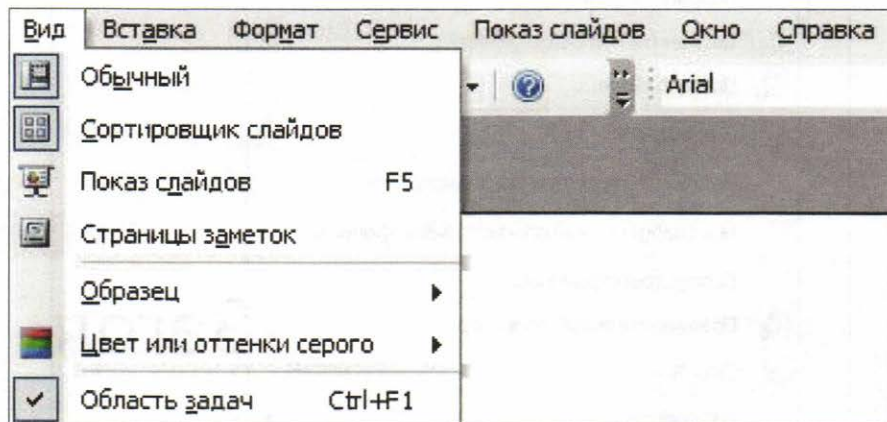 Вид Вставка Формат Сервис Показ слайдов Окно Справка
Обычный
Arial
Сортировщик слайдов
Показ слайдов F5
Страницы заметок
Образец
Цвет или оттенки серого
Область задач Ctrl+F1